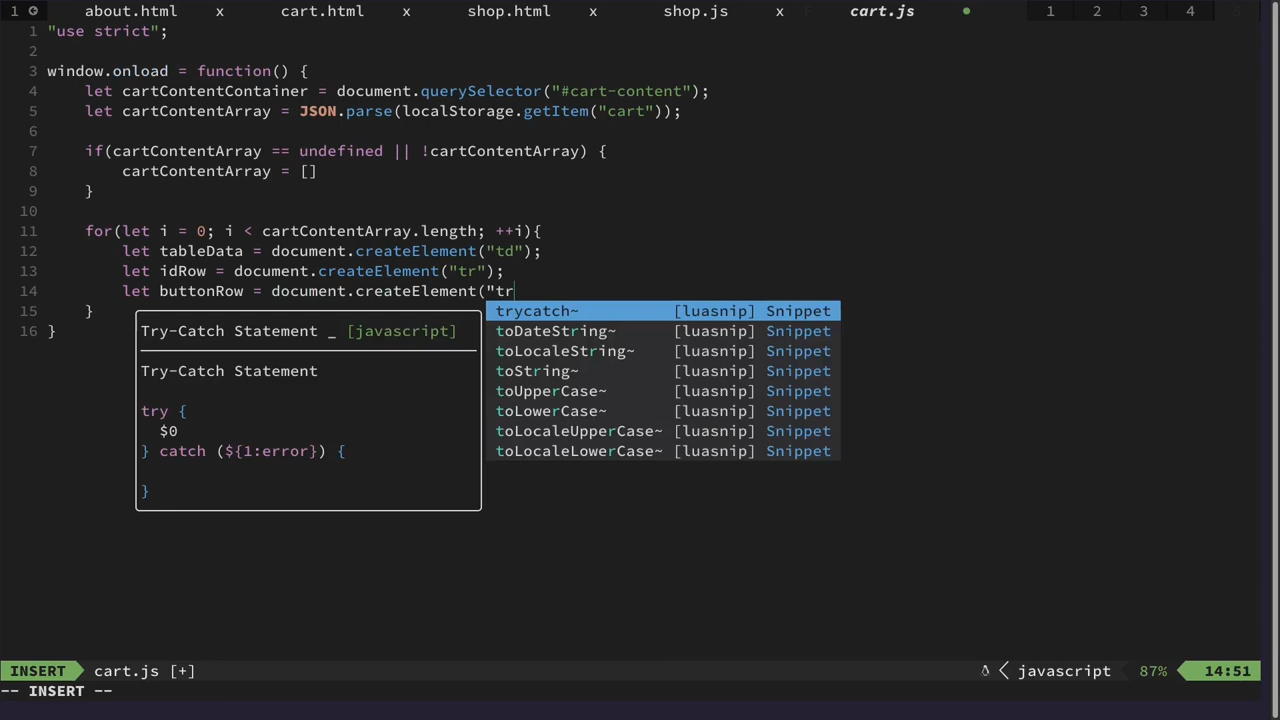 1 about.html x cart.html x shop.html x shop.js x F cart.js ● 1 2 3 4 5
1 "use strict";
2
3 window.onload = function() {
4 let cartContentContainer = document.querySelector("#cart-content");
5 let cartContentArray = JSON.parse(localStorage.getItem("cart"));
6
7 if(cartContentArray == undefined || !cartContentArray) {
8 cartContentArray = []
9 }
10
11 for(let i = 0; i < cartContentArray.length; ++i){
12 let tableData = document.createElement("td");
13 let idRow = document.createElement("tr");
14 let buttonRow = document.createElement("tr
15 }
16 }
trycatch~ [luasnip] Snippet
toDateString~ [luasnip] Snippet
toLocaleString~ [luasnip] Snippet
toString~ [luasnip] Snippet
toUpperCase~ [luasnip] Snippet
toLowerCase~ [luasnip] Snippet
toLocaleUpperCase~ [luasnip] Snippet
toLocaleLowerCase~ [luasnip] Snippet
Try-Catch Statement _ [javascript]
Try-Catch Statement
try {
$0
} catch (${1:error}) {
}
INSERT cart.js [+] javascript 87% 14:51
-- INSERT --